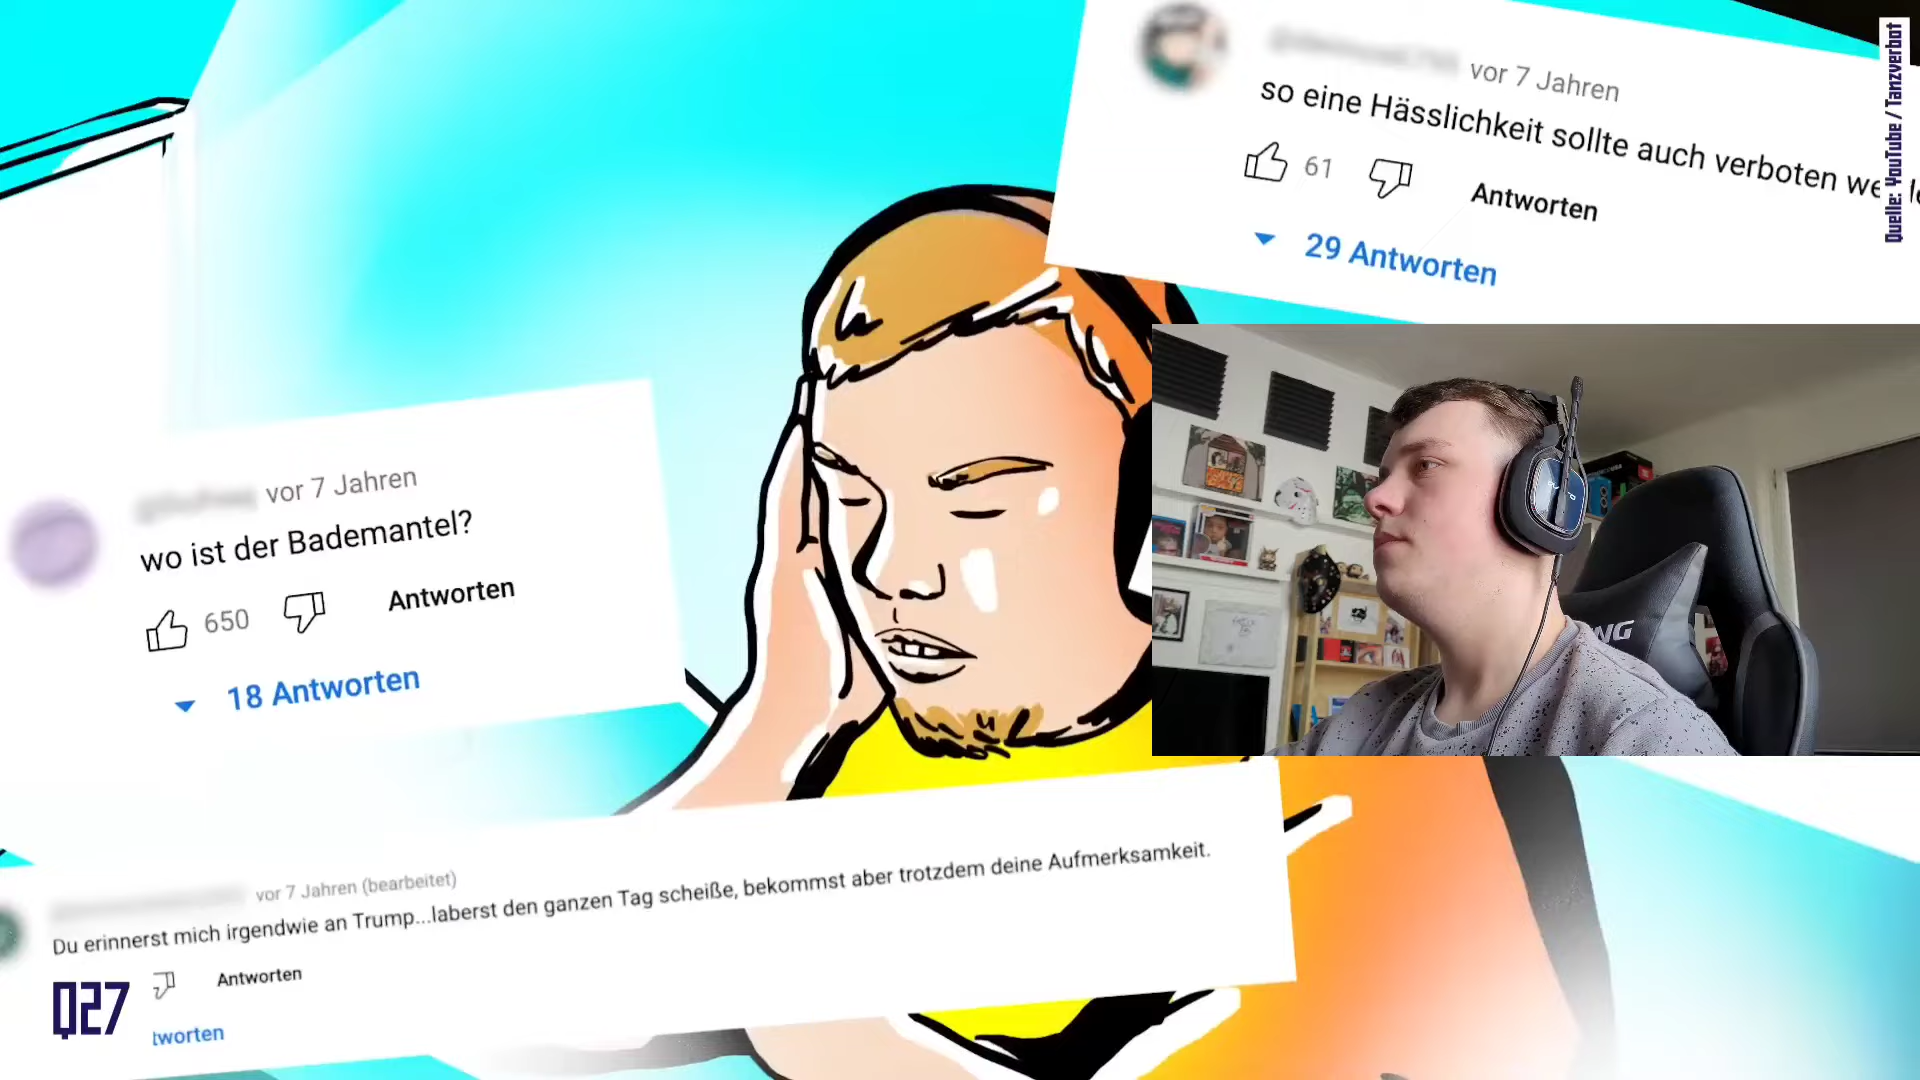 vor 7 Jahren
so eine Hässlichkeit sollte auch verboten
61
Antworten
29 Antworten
Quelle: YouTube / Tanzverbot
vor 7 Jahren
wo ist der Bademantel?
650
Antworten
18 Antworten
NG
vor 7 Jahren (bearbeitet)
Du erinnerst mich irgendwie an Trump...laberst den ganzen Tag scheiße, bekommst aber trotzdem deine Aufmerksamkeit.
Antworten
tworten
Q27